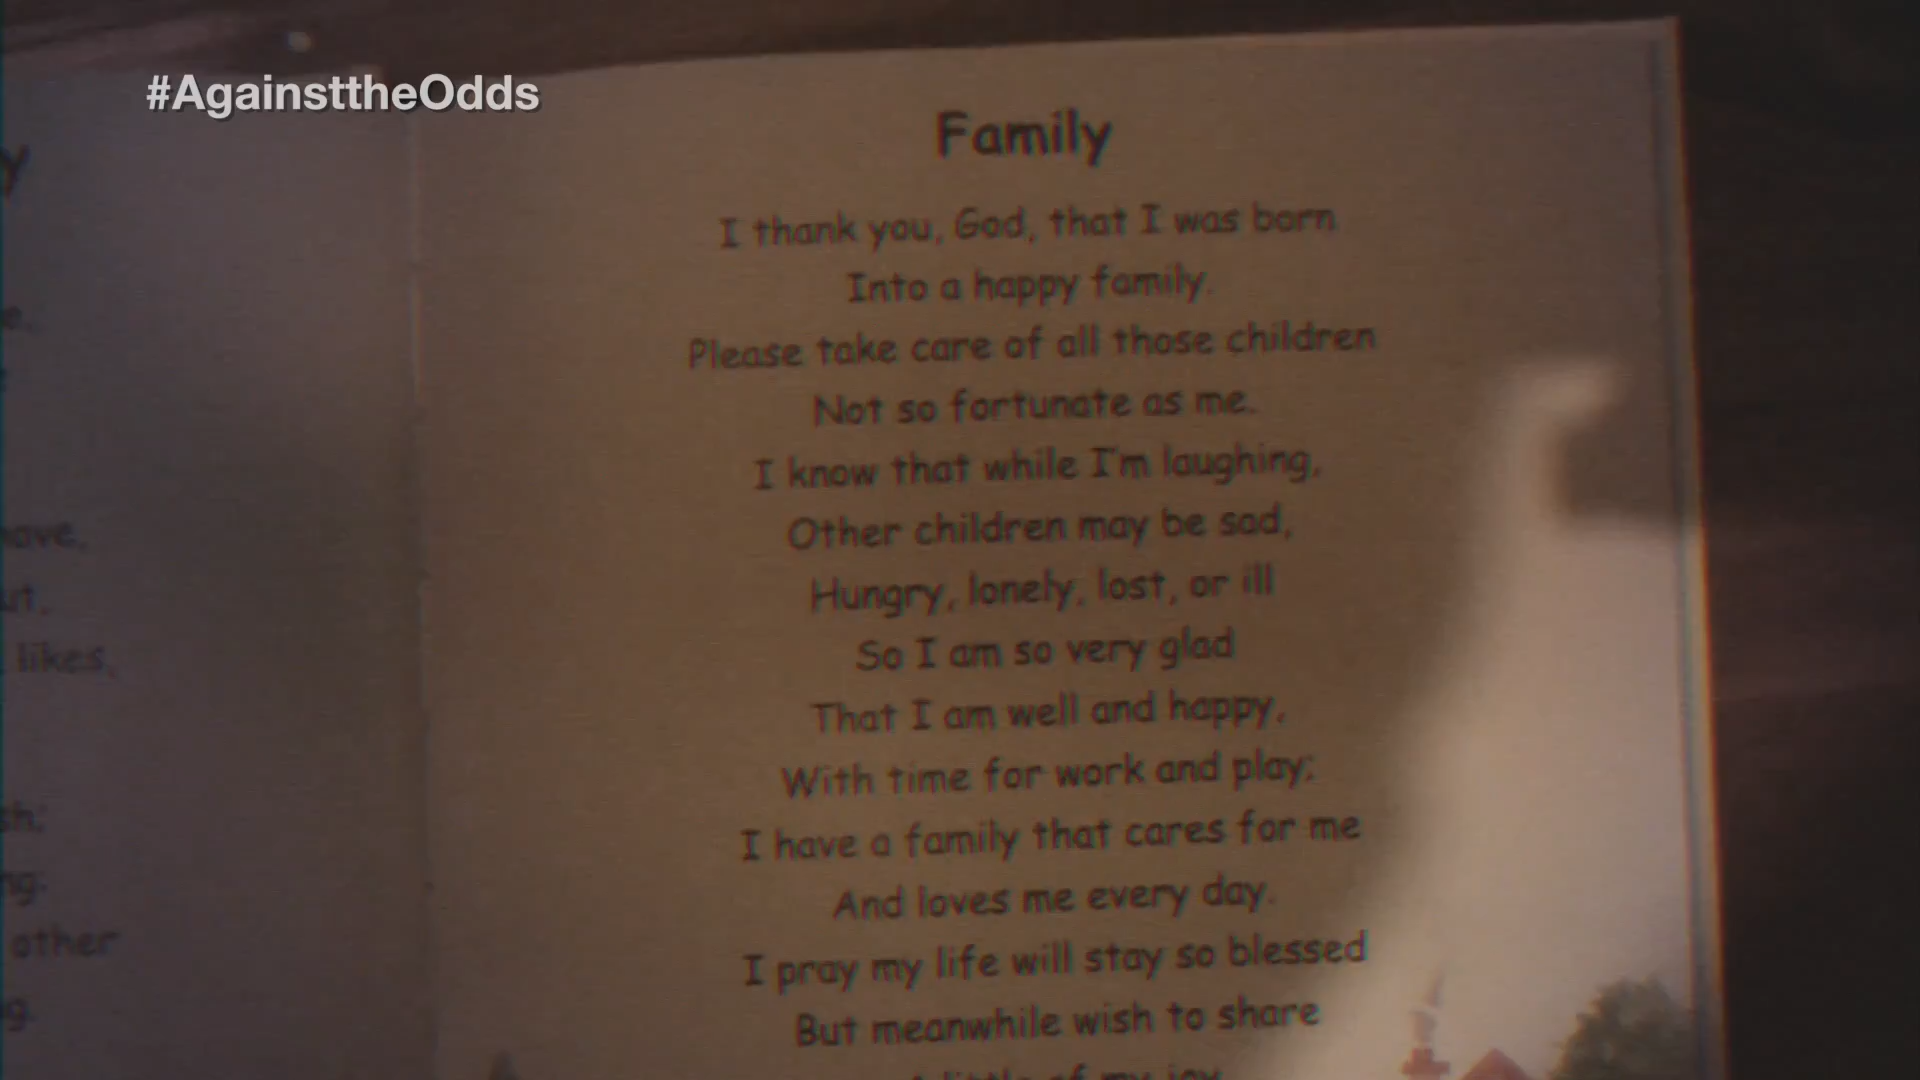 #AgainsttheOdds
Family
I thank you, God, that I was born
Into a happy family.
Please take care of all those children
Not so fortunate as me.
I know that while I'm laughing,
Other children may be sad,
Hungry, lonely, lost, or ill
So I am so very glad
That I am well and happy,
With time for work and play;
I have a family that cares for me
And loves me every day.
I pray my life will stay so blessed
But meanwhile wish to share
A little of my joy
likes,
other